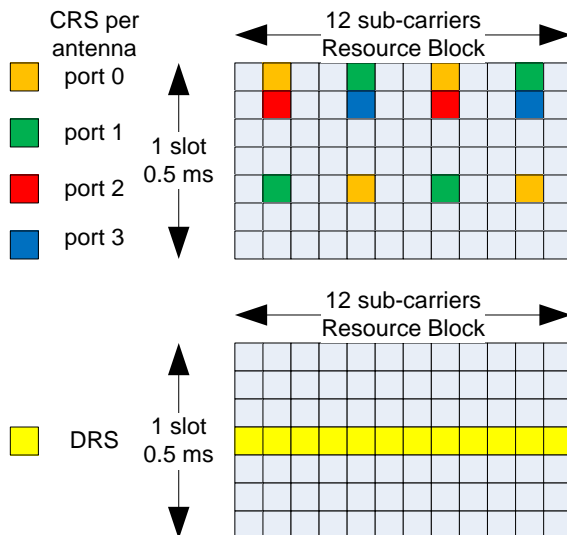 CRS per
antenna
port 0
port 1
port 2
port 3
12 sub-carriers
Resource Block
1 slot
0.5 ms
12 sub-carriers
Resource Block
DRS
1 slot
0.5 ms